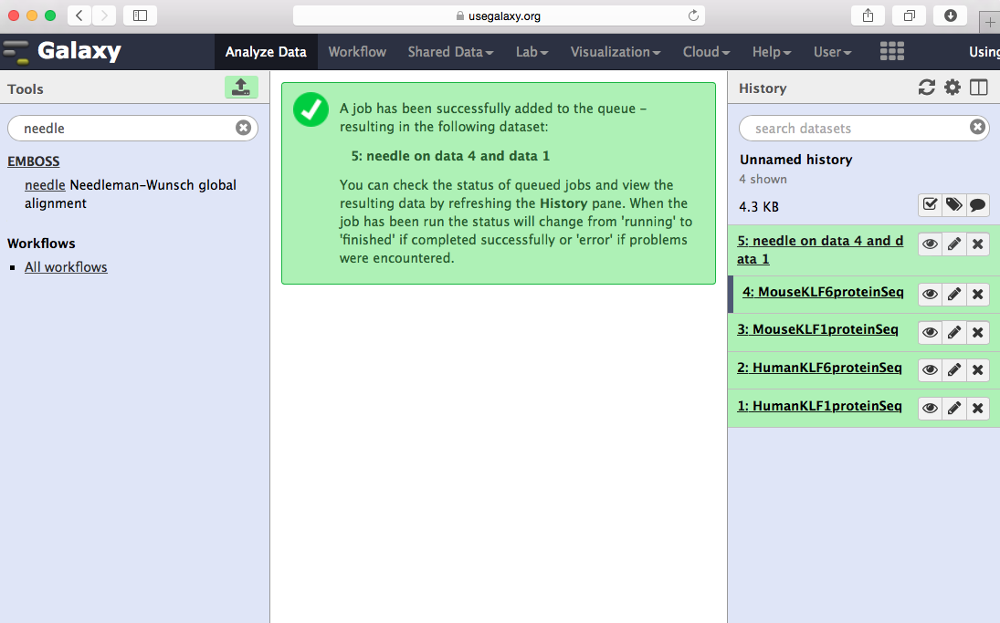 usegalaxy.org
Galaxy
Analyze Data
Workflow
Shared Data
Lab
Visualization
Cloud
Help
User
Using
Tools
needle
EMBOSS
needle Needleman-Wunsch global
alignment
Workflows
All workflows
A job has been successfully added to the queue –
resulting in the following dataset:
5: needle on data 4 and data 1
You can check the status of queued jobs and view the
resulting data by refreshing the History pane. When the
job has been run the status will change from 'running' to
'finished' if completed successfully or 'error' if problems
were encountered.
History
search datasets
Unnamed history
4 shown
4.3 KB
5: needle on data 4 and d
ata 1
4: MouseKLF6proteinSeq
3: MouseKLF1proteinSeq
2: HumanKLF6proteinSeq
1: HumanKLF1proteinSeq